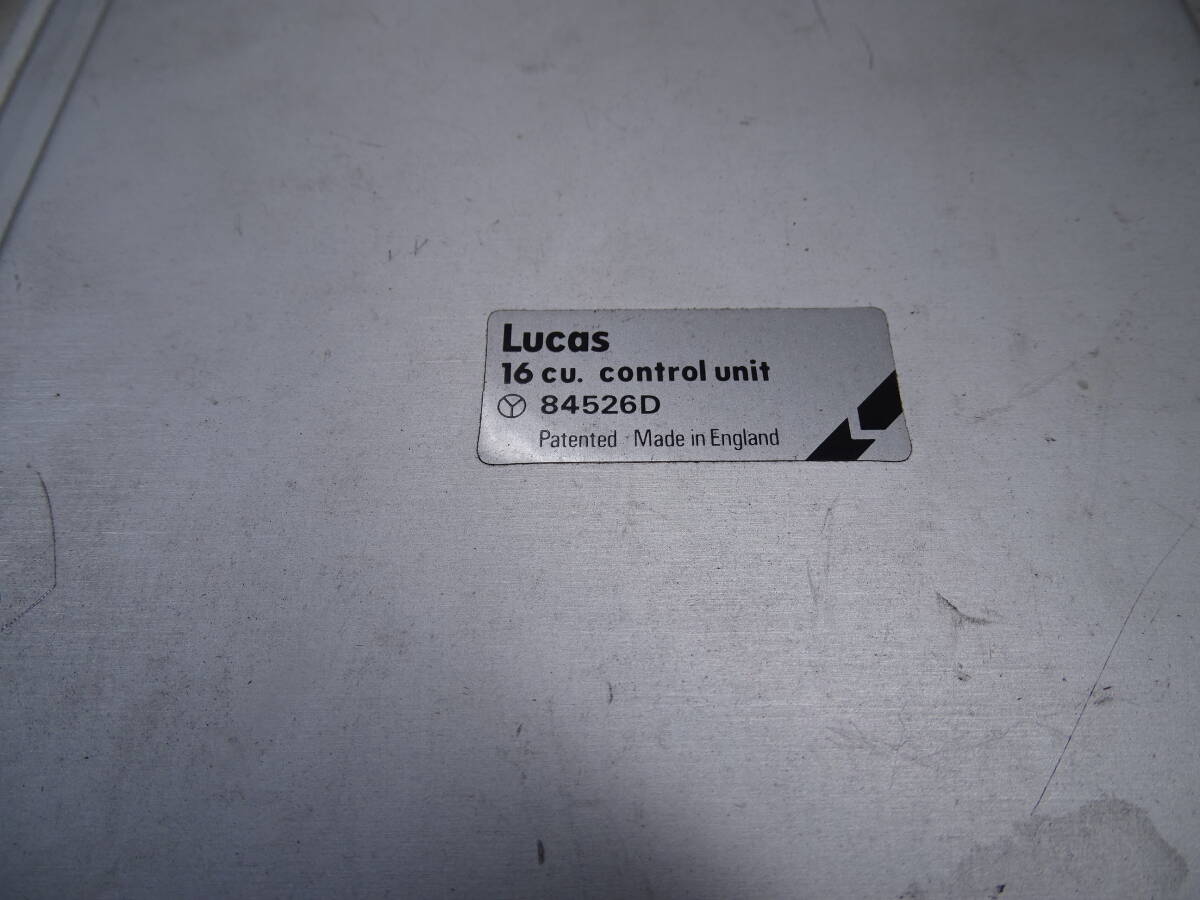 Lucas
16 cu. control unit
84526D
Patented · Made in England